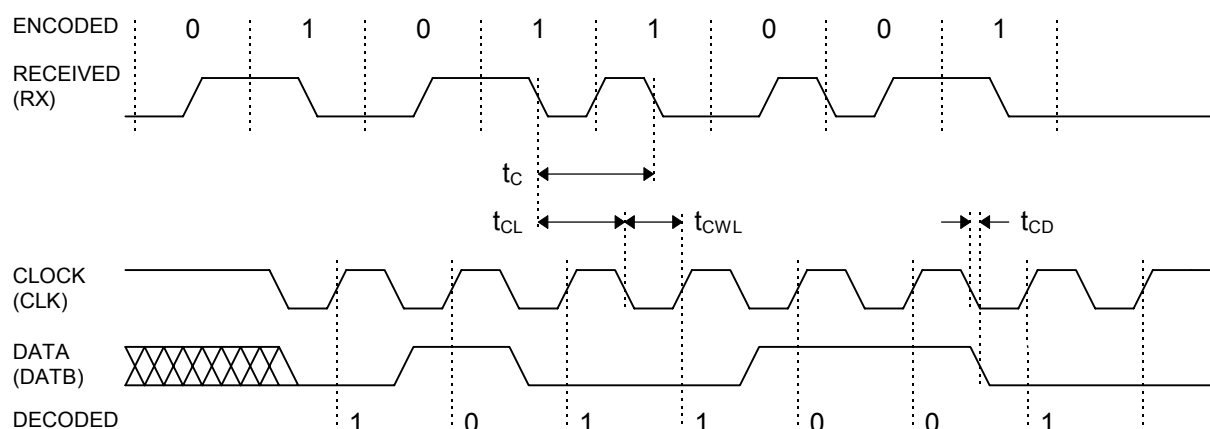 ENCODED 0 1 0 1 1 0 0 1
RECEIVED
(RX)
tC
tCL tCWL tCD
CLOCK
(CLK)
DATA
(DATB)
DECODED 1 0 1 1 0 0 1